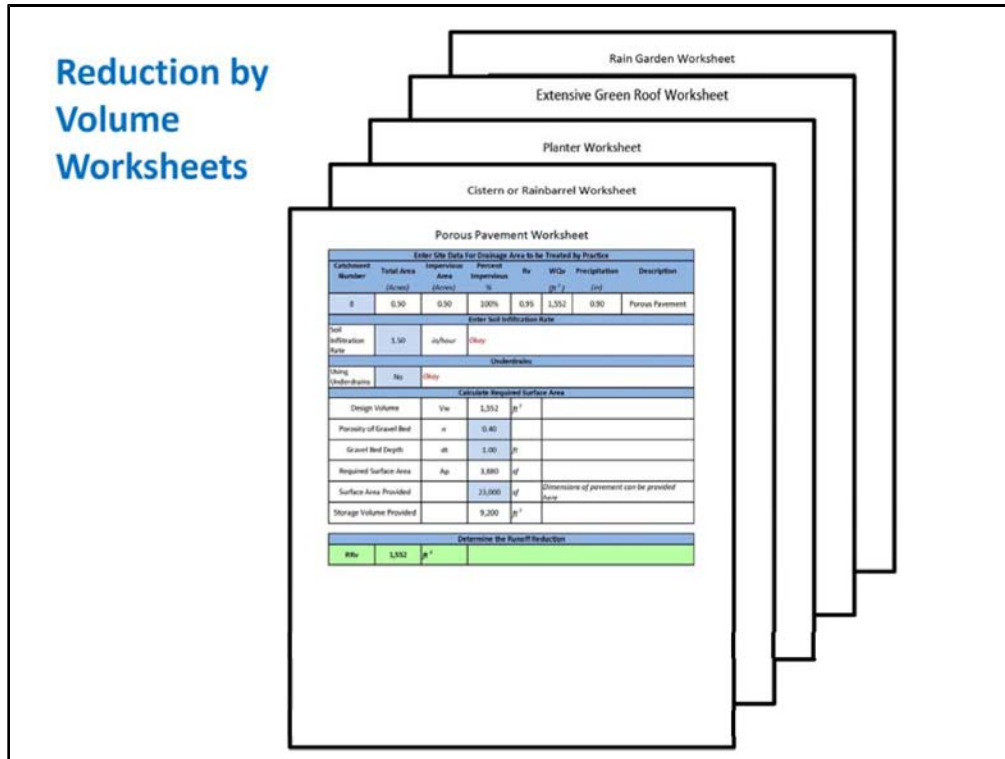 Reduction by
Volume
Worksheets
Rain Garden Worksheet
Extensive Green Roof Worksheet
Planter Worksheet
Cistern or Rainbarrel Worksheet
Porous Pavement Worksheet
Enter Site Data For Drainage Area to be Treated by Practice
Catchment Number Total Area (Acres) Impervious Area (Acres) Percent Impervious % Rv WQv (ft³) Precipitation (in) Description
8 0.50 0.50 100% 0.95 1,552 0.90 Porous Pavement
Enter Soil Infiltration Rate
Soil Infiltration Rate 1.50 in/hour Okay
Underdrains
Using Underdrains No Okay
Calculate Required Surface Area
Design Volume Vw 1,552 ft³
Porosity of Gravel Bed n 0.40
Gravel Bed Depth dt 1.00 ft
Required Surface Area Ap 3,880 sf
Surface Area Provided 23,000 sf Dimensions of pavement can be provided here
Storage Volume Provided 9,200 ft³
Determine the Runoff Reduction
RRv 1,552 ft³